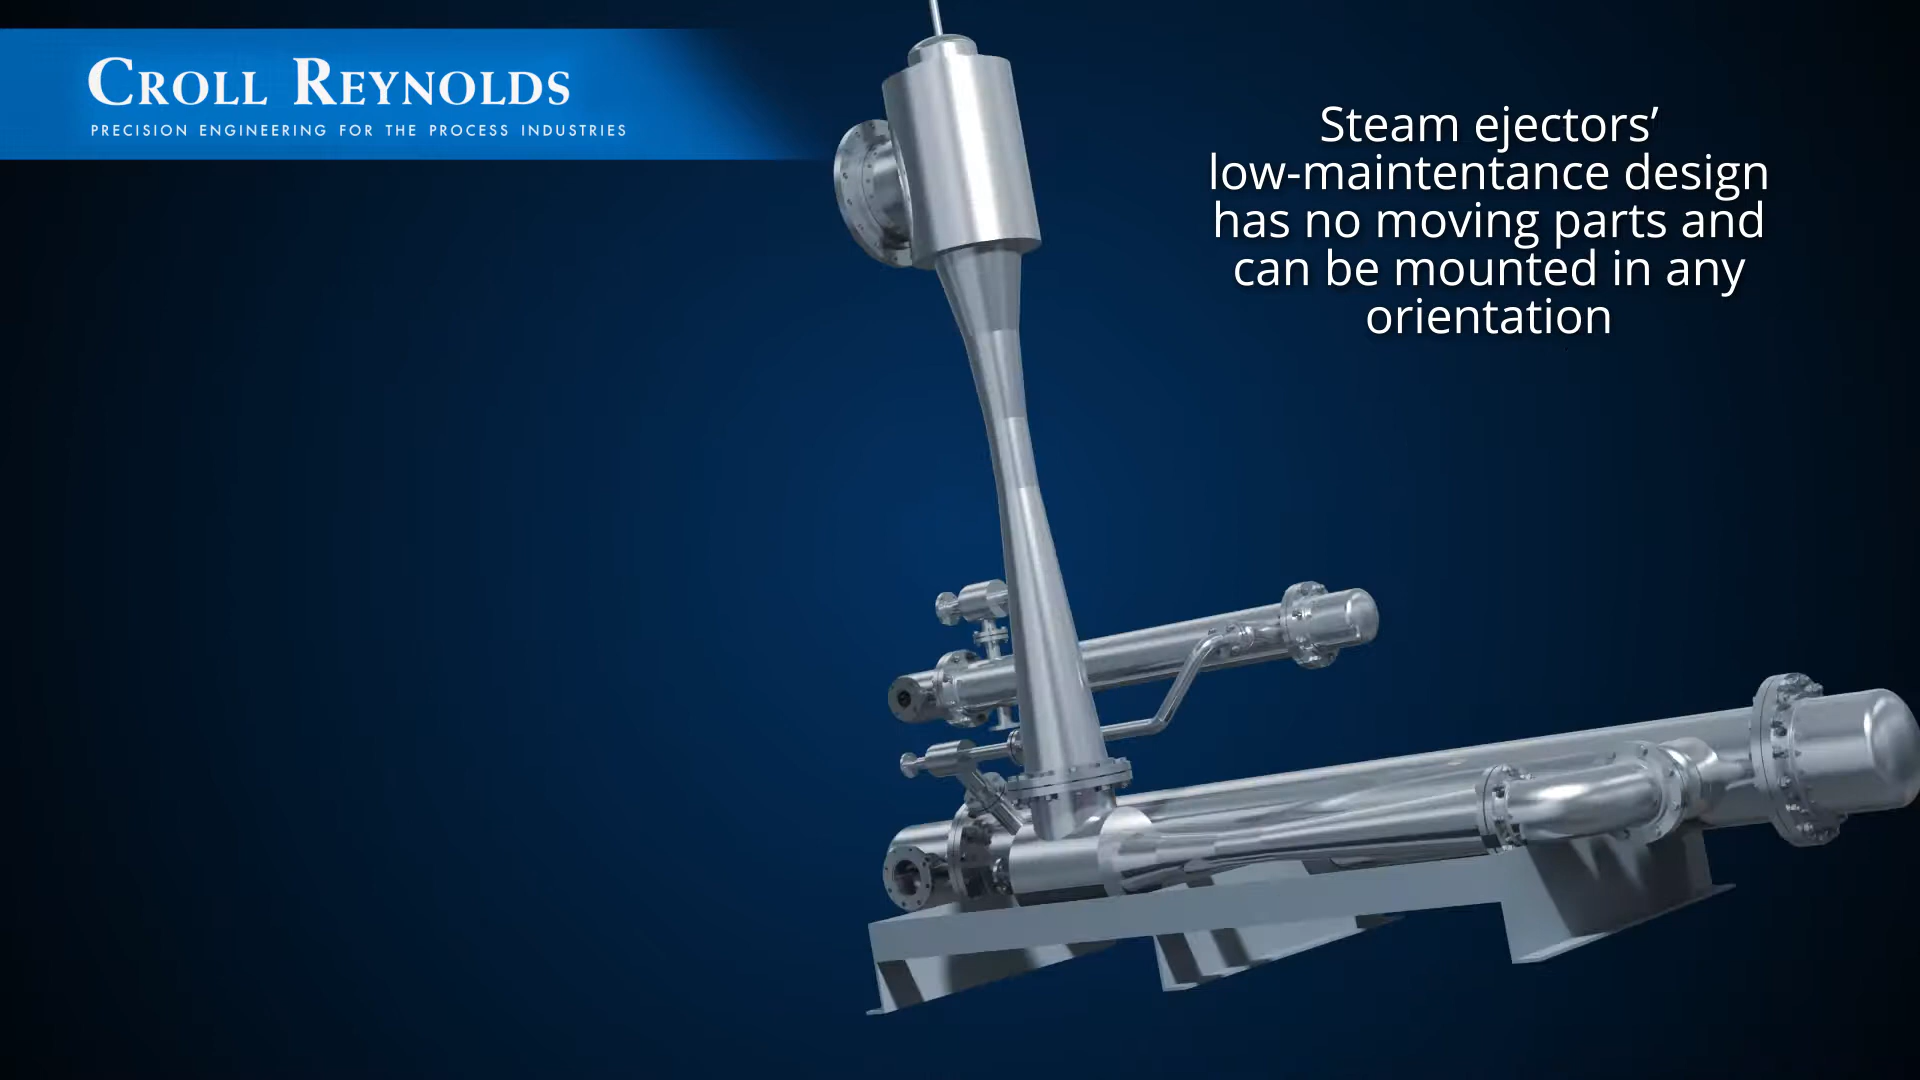 CROLL REYNOLDS
PRECISION ENGINEERING FOR THE PROCESS INDUSTRIES
Steam ejectors’
low-maintentance design
has no moving parts and
can be mounted in any
orientation